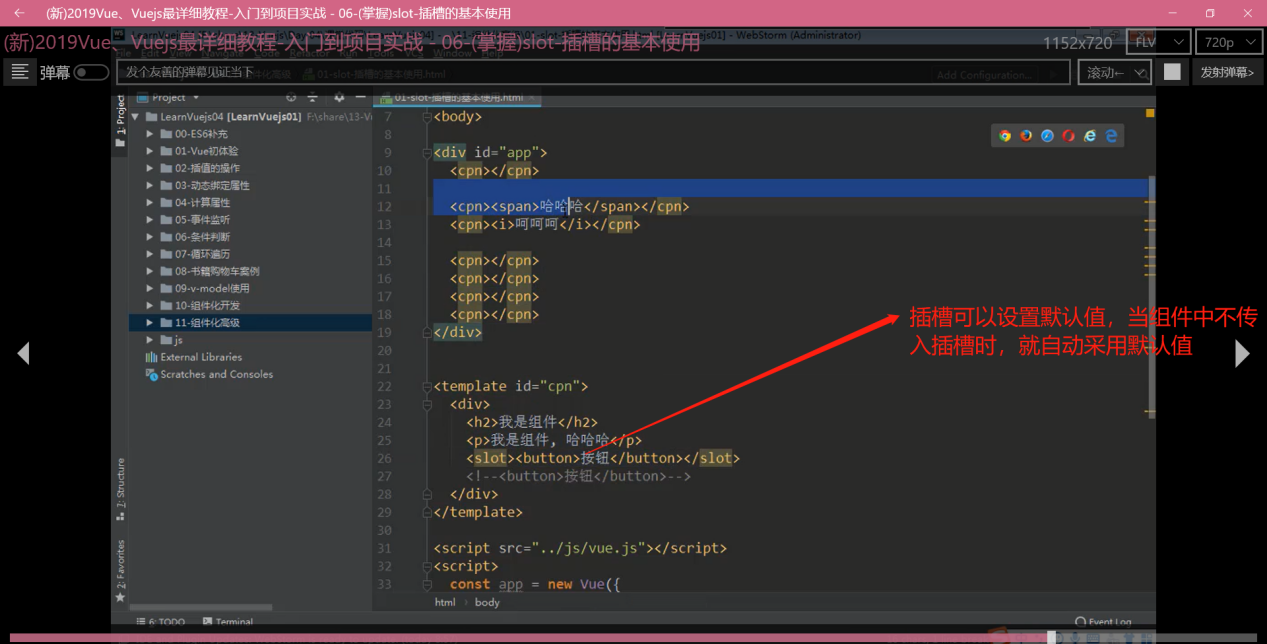 (新)2019Vue、Vuejs最详细教程-入门到项目实战 - 06-(掌握)slot-插槽的基本使用
(新)2019Vue、Vuejs最详细教程-入门到项目实战 - 06-(掌握)slot-插槽的基本使用
WebStorm (Administrator)
1152x720
FLV
720p
弹幕
发个友善的弹幕见证当下
Add Configuration...
滚动←
发射弹幕>
Project
01-slot-插槽的基本使用.html
1: Project
LearnVuejs04 [LearnVuejs01] F:\share\13-V
00-ES6补充
01-Vue初体验
02-插值的操作
03-动态绑定属性
04-计算属性
05-事件监听
06-条件判断
07-循环遍历
08-书籍购物车案例
09-v-model使用
10-组件化开发
11-组件化高级
js
External Libraries
Scratches and Consoles
7 <body>
8
9 <div id="app">
10 <cpn></cpn>
11
12 <cpn><span>哈哈哈</span></cpn>
13 <cpn><i>呵呵呵</i></cpn>
14
15 <cpn></cpn>
16 <cpn></cpn>
17 <cpn></cpn>
18 <cpn></cpn>
19 </div>
20
21
22 <template id="cpn">
23 <div>
24 <h2>我是组件</h2>
25 <p>我是组件, 哈哈哈</p>
26 <slot><button>按钮</button></slot>
27 <!--<button>按钮</button>-->
28 </div>
29 </template>
30
31 <script src="../js/vue.js"></script>
32 <script>
33 const app = new Vue({
插槽可以设置默认值，当组件中不传
入插槽时，就自动采用默认值
7: Structure
2: Favorites
html › body
6: TODO
Terminal
Event Log